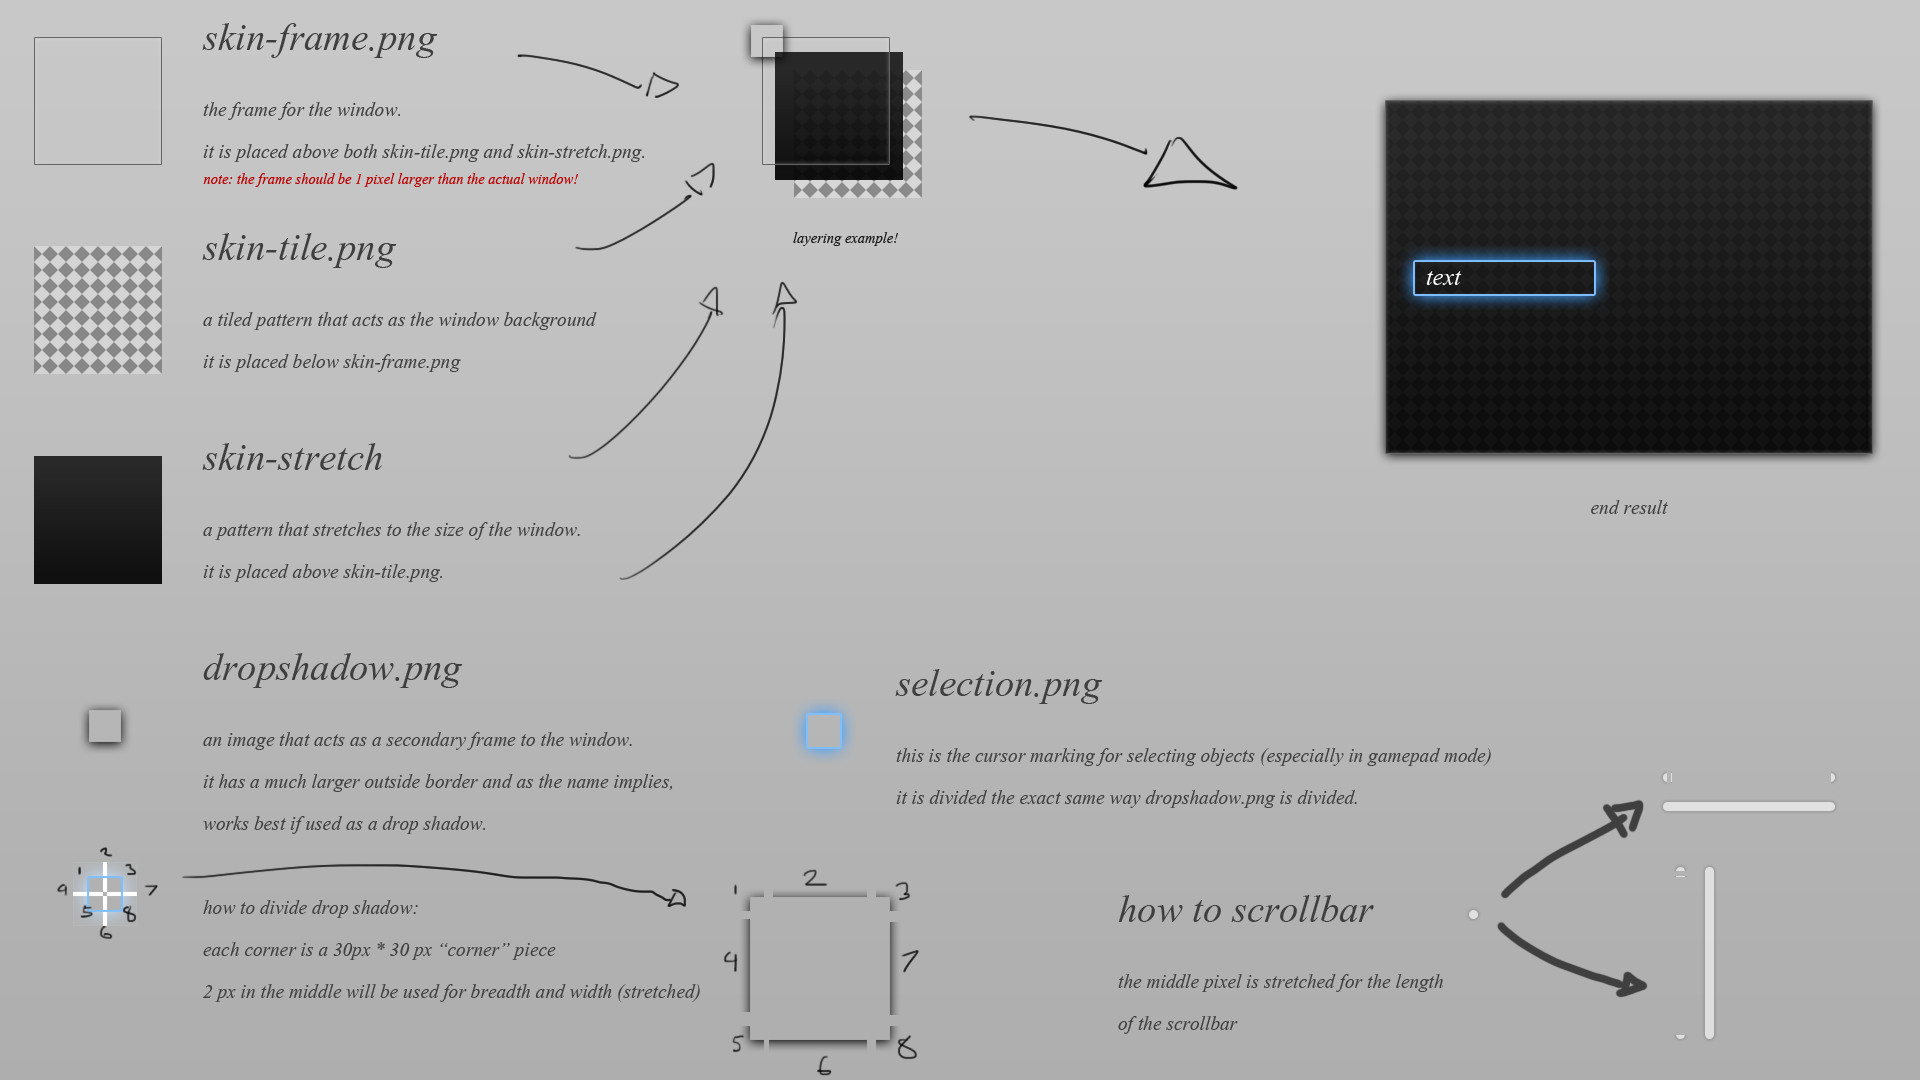 skin-frame.png
the frame for the window.
it is placed above both skin-tile.png and skin-stretch.png.
note: the frame should be 1 pixel larger than the actual window!
skin-tile.png
a tiled pattern that acts as the window background
it is placed below skin-frame.png
skin-stretch
a pattern that stretches to the size of the window.
it is placed above skin-tile.png.
layering example!
text
end result
dropshadow.png
an image that acts as a secondary frame to the window.
it has a much larger outside border and as the name implies,
works best if used as a drop shadow.
2
1 3
9 7
5 8
6
how to divide drop shadow:
each corner is a 30px * 30 px “corner” piece
2 px in the middle will be used for breadth and width (stretched)
1 2 3
9 7
5 8
6
selection.png
this is the cursor marking for selecting objects (especially in gamepad mode)
it is divided the exact same way dropshadow.png is divided.
how to scrollbar
the middle pixel is stretched for the length
of the scrollbar